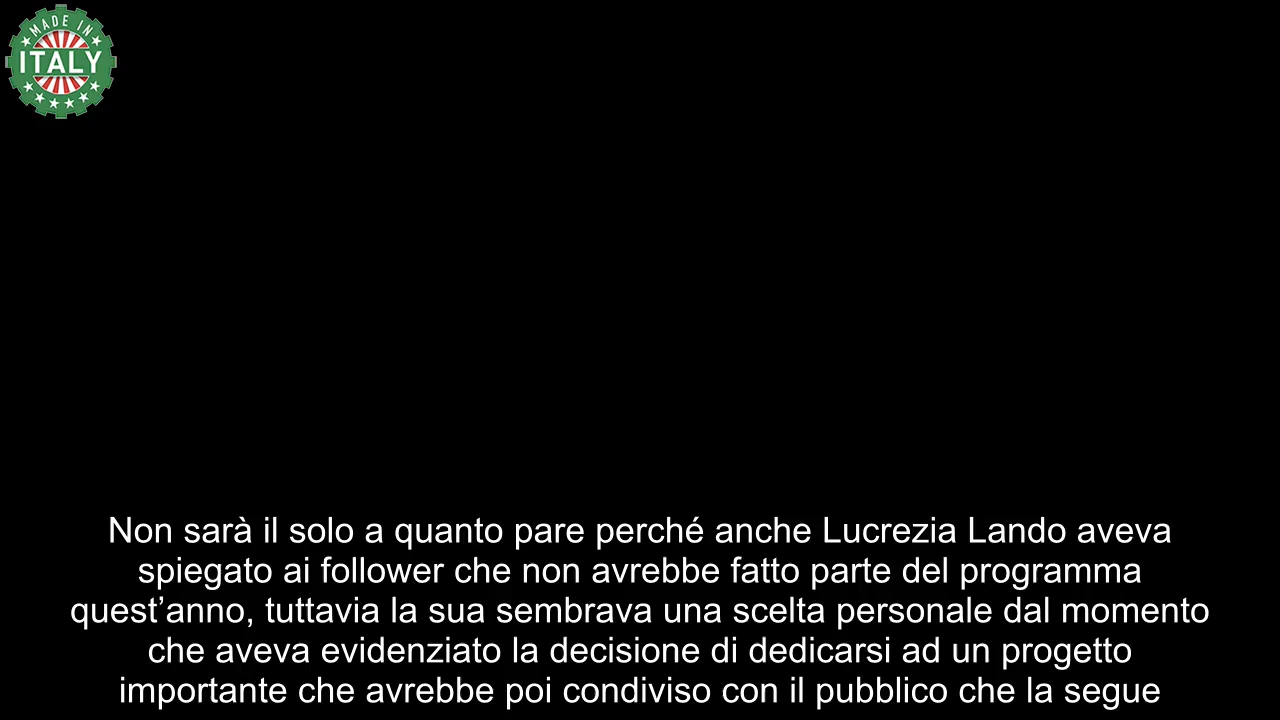 MADE IN
ITALY
Non sarà il solo a quanto pare perché anche Lucrezia Lando aveva
spiegato ai follower che non avrebbe fatto parte del programma
quest’anno, tuttavia la sua sembrava una scelta personale dal momento
che aveva evidenziato la decisione di dedicarsi ad un progetto
importante che avrebbe poi condiviso con il pubblico che la segue